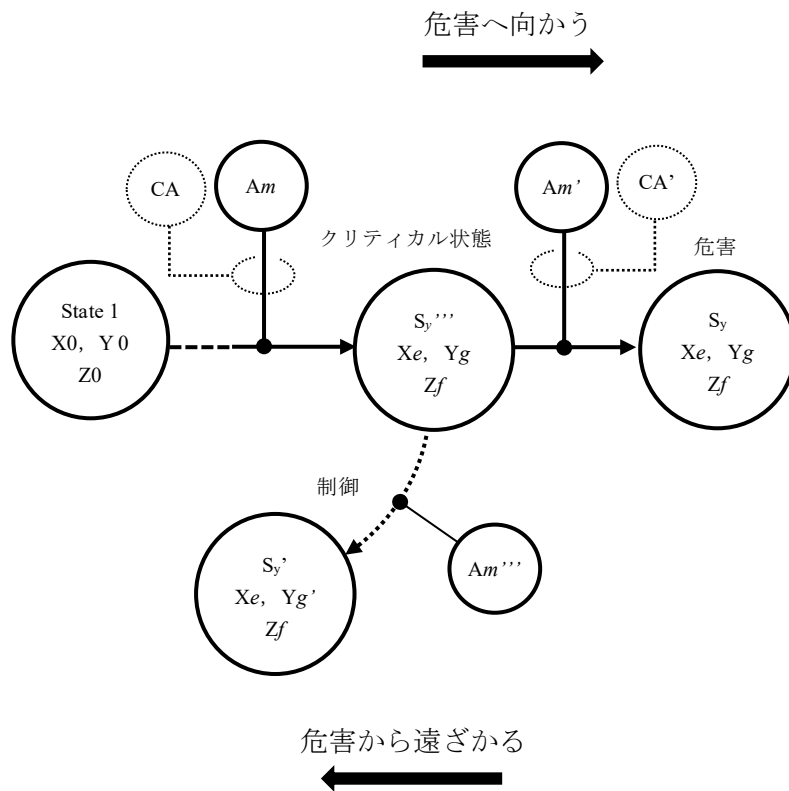 危害へ向かう
CA
Am
Am’
CA’
クリティカル状態
危害
State 1
X0, Y0
Z0
Sy’’’
Xe, Yg
Zf
Sy
Xe, Yg
Zf
制御
Sy’
Xe, Yg’
Zf
Am’’’
危害から遠ざかる